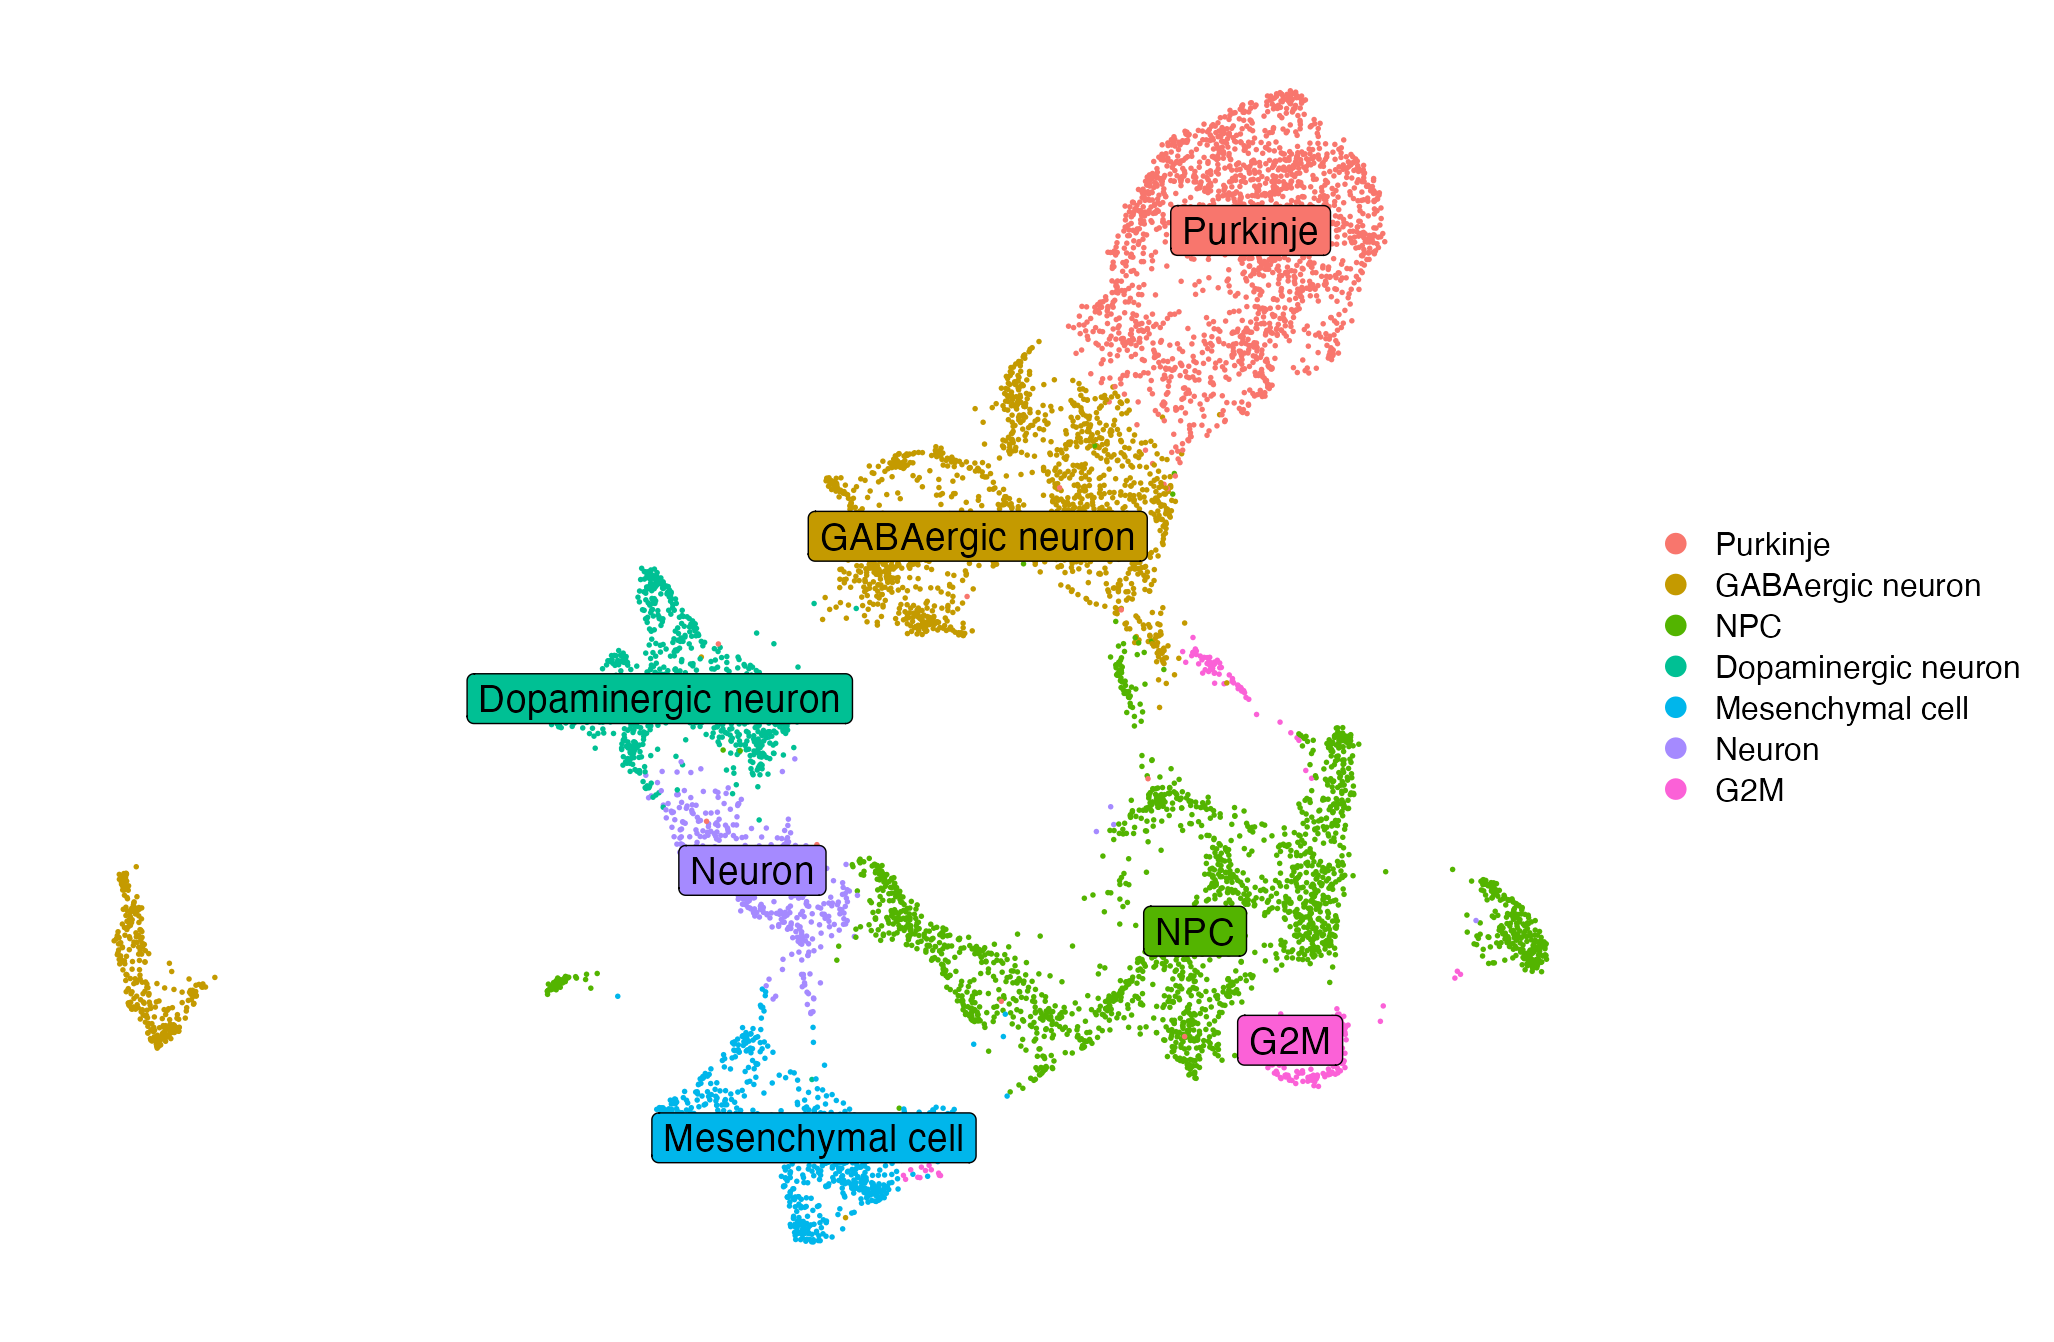 Purkinje
GABAergic neuron
Dopaminergic neuron
Neuron
NPC
G2M
Mesenchymal cell
Purkinje
GABAergic neuron
NPC
Dopaminergic neuron
Mesenchymal cell
Neuron
G2M